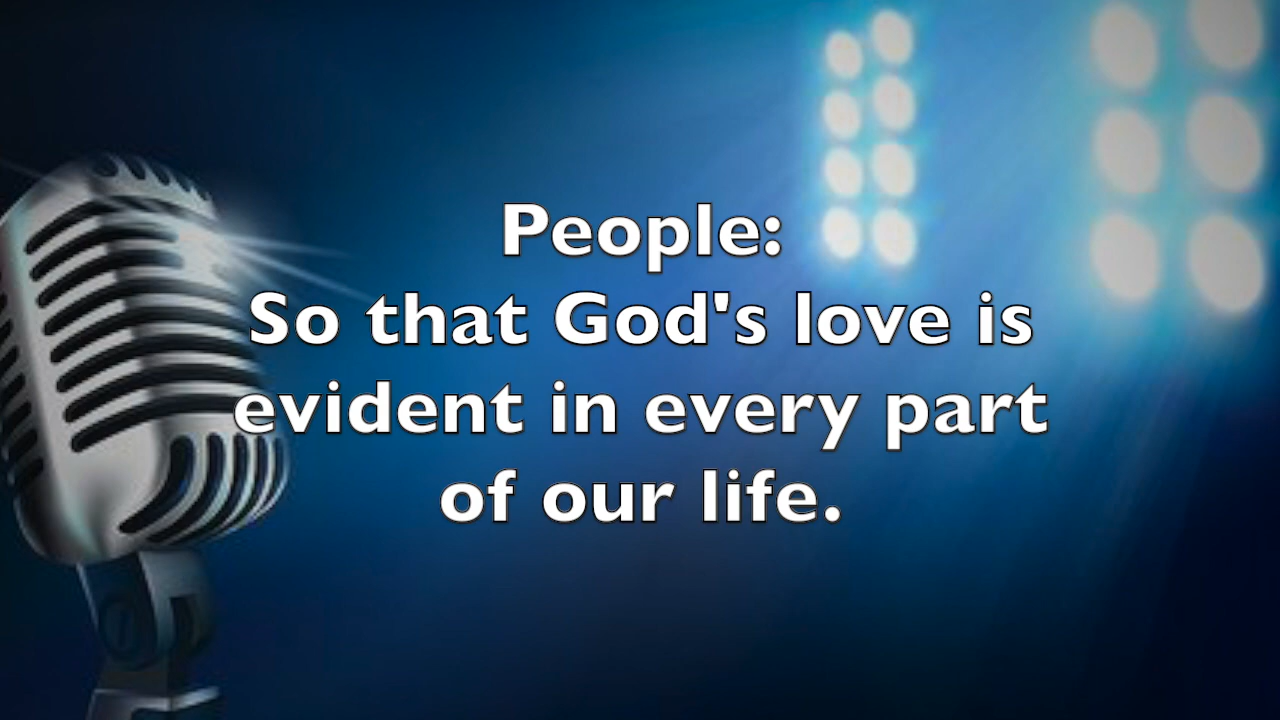 People:
So that God's love is
evident in every part
of our life.